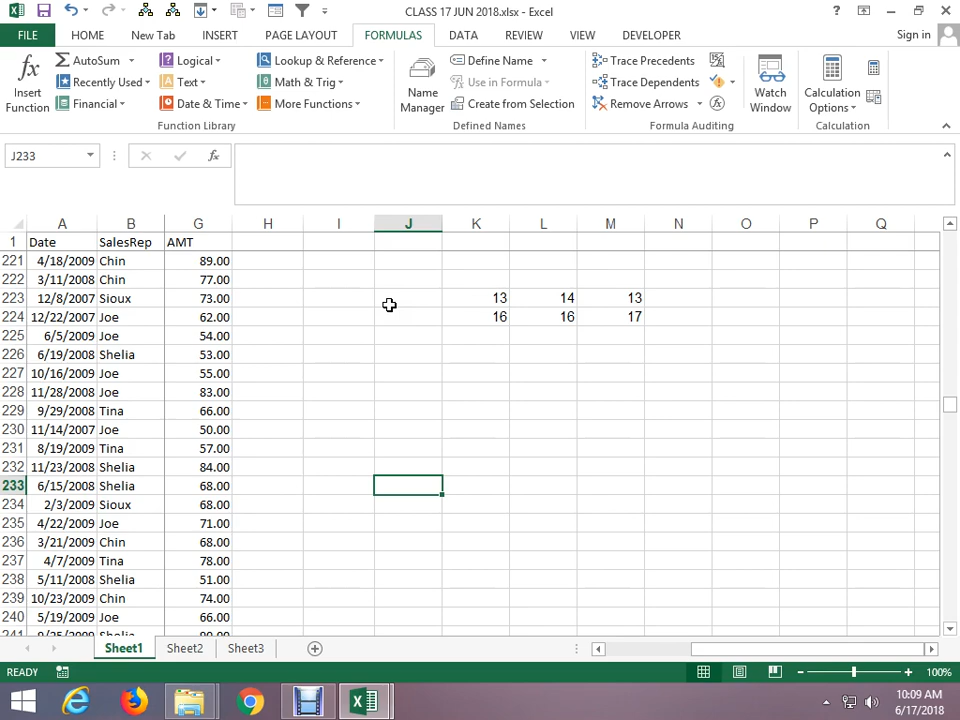 CLASS 17 JUN 2018.xlsx - Excel
Sign in
FILE HOME New Tab INSERT PAGE LAYOUT FORMULAS DATA REVIEW VIEW DEVELOPER
fx Insert Function
AutoSum
Recently Used
Financial
Logical
Text
Date & Time
Lookup & Reference
Math & Trig
More Functions
Function Library
Name Manager
Define Name
Use in Formula
Create from Selection
Defined Names
Trace Precedents
Trace Dependents
Remove Arrows
Formula Auditing
Watch Window
Calculation Options
Calculation
J233 fx
A B G H I J K L M N O P Q
1 Date SalesRep AMT
221 4/18/2009 Chin 89.00
222 3/11/2008 Chin 77.00
223 12/8/2007 Sioux 73.00 13 14 13
224 12/22/2007 Joe 62.00 16 16 17
225 6/5/2009 Joe 54.00
226 6/19/2008 Shelia 53.00
227 10/16/2009 Joe 55.00
228 11/28/2008 Joe 83.00
229 9/29/2008 Tina 66.00
230 11/14/2007 Joe 50.00
231 8/19/2009 Tina 57.00
232 11/23/2008 Shelia 84.00
233 6/15/2008 Shelia 68.00
234 2/3/2009 Sioux 68.00
235 4/22/2009 Joe 71.00
236 3/21/2009 Chin 68.00
237 4/7/2009 Tina 78.00
238 5/11/2008 Shelia 51.00
239 10/23/2009 Chin 74.00
240 5/19/2009 Joe 66.00
241 9/25/2009 Shelia
Sheet1 Sheet2 Sheet3
READY 100%
10:09 AM
6/17/2018